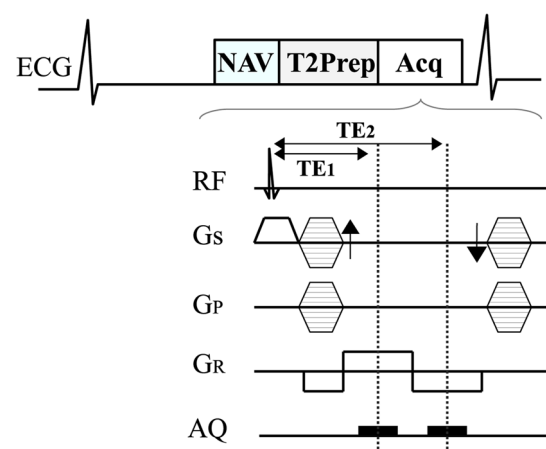 ECG NAV T2Prep Acq
TE2
TE1
RF
GS
GP
GR
AQ